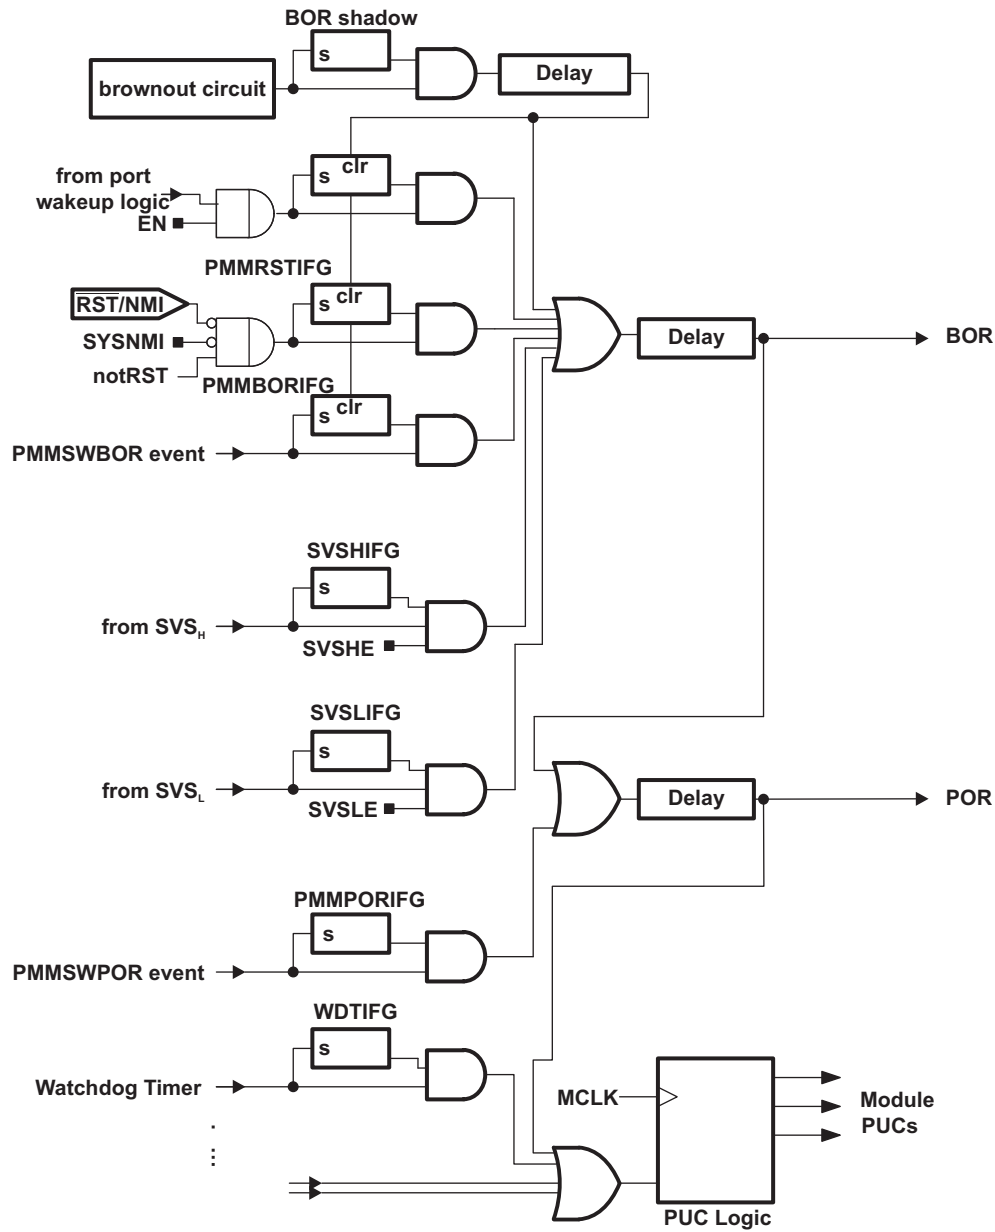 BOR shadow
s
brownout circuit
Delay
from port
wakeup logic
EN
s
clr
PMMRSTIFG
RST/NMI
SYSNMI
notRST
s
clr
Delay
BOR
PMMBORIFG
s
clr
PMMSWBOR event
SVSHIFG
s
from SVSH
SVSHE
SVSLIFG
s
from SVSL
SVSLE
Delay
POR
PMMPORIFG
s
PMMSWPOR event
WDTIFG
s
Watchdog Timer
MCLK
Module
PUCs
PUC Logic